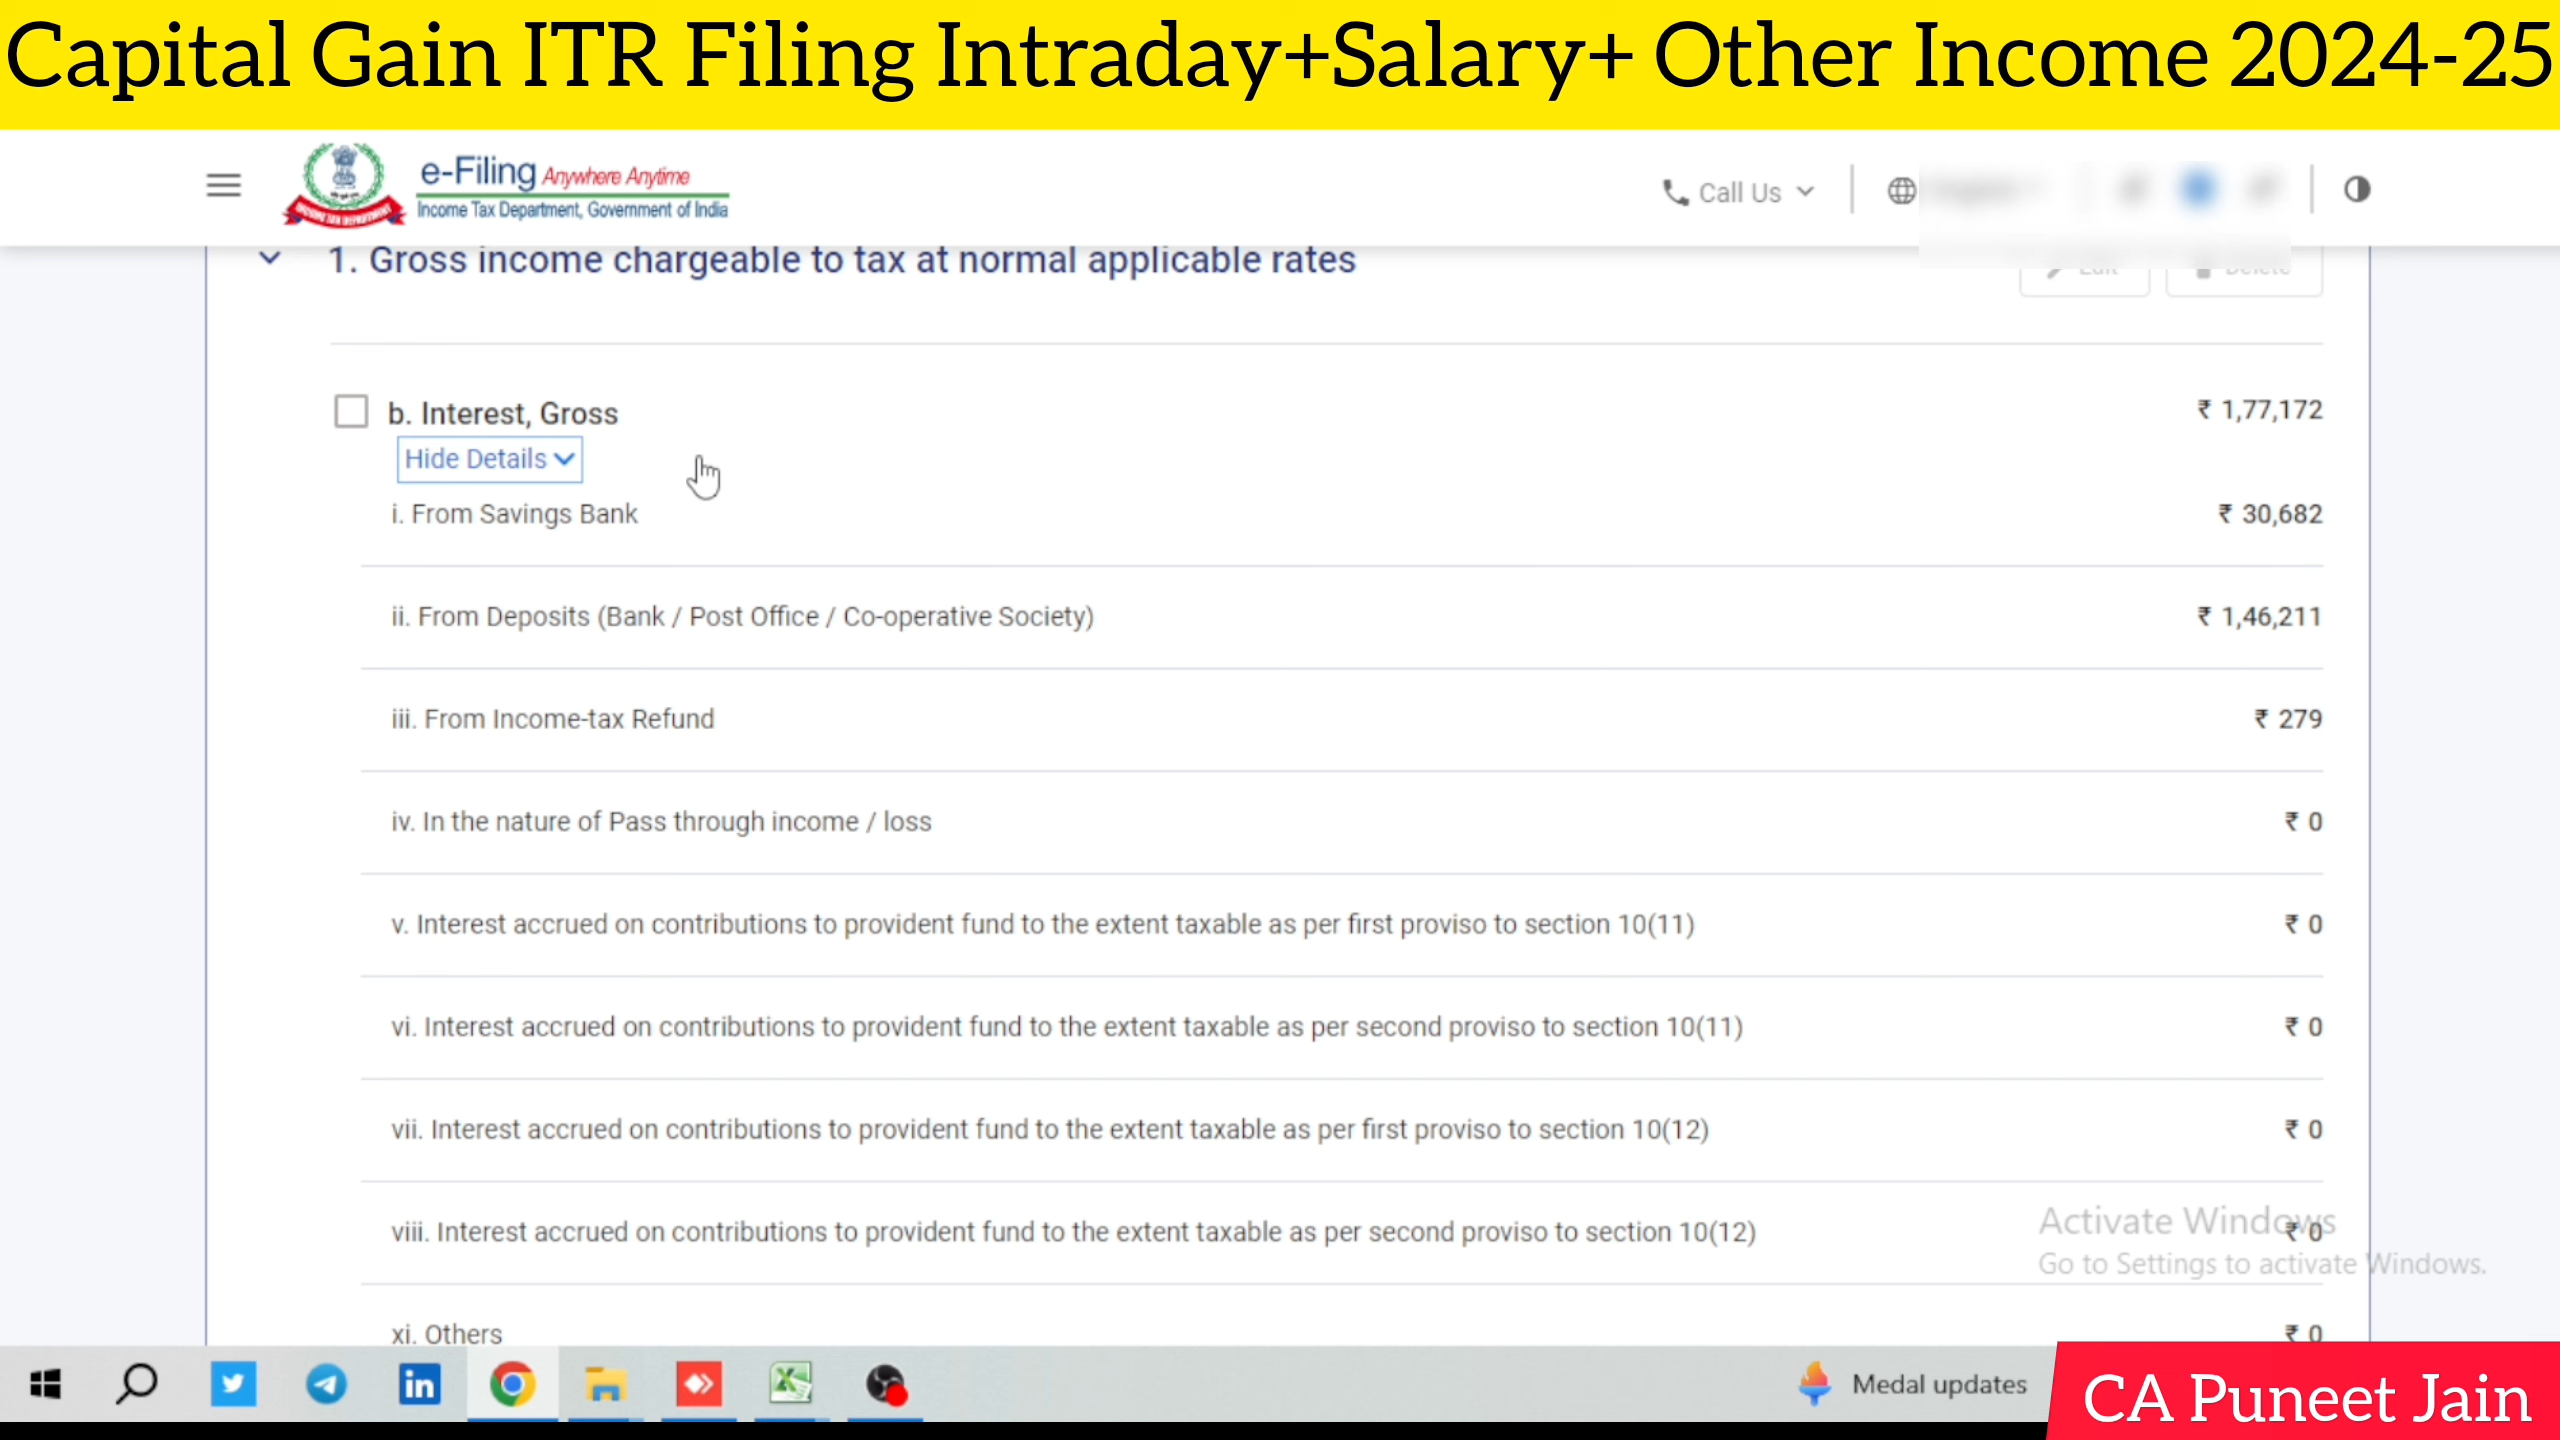 Capital Gain ITR Filing Intraday+Salary+ Other Income 2024-25
e-Filing Anywhere Anytime
Income Tax Department, Government of India
Call Us
1. Gross income chargeable to tax at normal applicable rates
Edit
Delete
b. Interest, Gross ₹ 1,77,172
Hide Details
i. From Savings Bank ₹ 30,682
ii. From Deposits (Bank / Post Office / Co-operative Society) ₹ 1,46,211
iii. From Income-tax Refund ₹ 279
iv. In the nature of Pass through income / loss ₹ 0
v. Interest accrued on contributions to provident fund to the extent taxable as per first proviso to section 10(11) ₹ 0
vi. Interest accrued on contributions to provident fund to the extent taxable as per second proviso to section 10(11) ₹ 0
vii. Interest accrued on contributions to provident fund to the extent taxable as per first proviso to section 10(12) ₹ 0
viii. Interest accrued on contributions to provident fund to the extent taxable as per second proviso to section 10(12) ₹ 0
Activate Windows
Go to Settings to activate Windows.
xi. Others ₹ 0
Medal updates
CA Puneet Jain